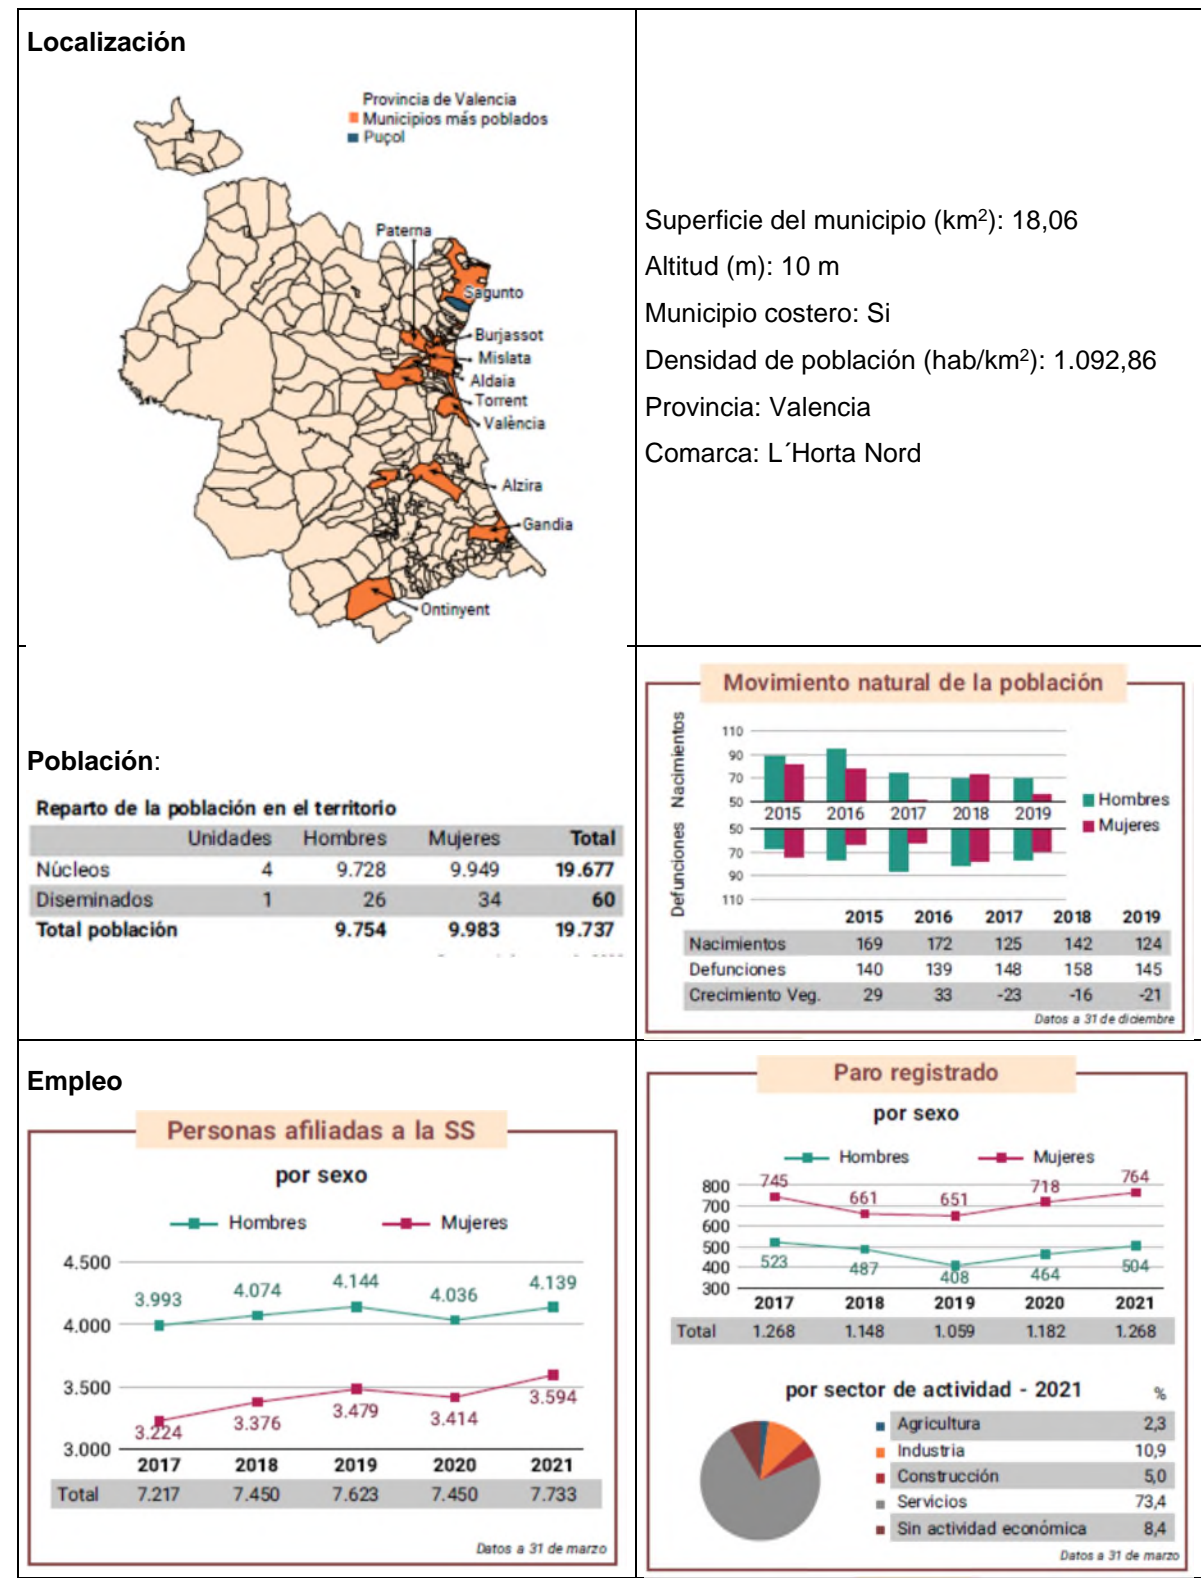 Localización
Provincia de Valencia
Municipios más poblados
Puçol
Paterna
Sagunto
Burjassot
Mislata
Aldaia
Torrent
València
Alzira
Gandia
Ontinyent
Superficie del municipio (km²): 18,06
Altitud (m): 10 m
Municipio costero: Si
Densidad de población (hab/km²): 1.092,86
Provincia: Valencia
Comarca: L´Horta Nord
Población:
Reparto de la población en el territorio
Unidades Hombres Mujeres Total
Núcleos 4 9.728 9.949 19.677
Diseminados 1 26 34 60
Total población 9.754 9.983 19.737
Movimiento natural de la población
Nacimientos
110
90
70
50
2015 2016 2017 2018 2019
Hombres
Mujeres
Defunciones
50
70
90
110
2015 2016 2017 2018 2019
Nacimientos 169 172 125 142 124
Defunciones 140 139 148 158 145
Crecimiento Veg. 29 33 -23 -16 -21
Datos a 31 de diciembre
Empleo
Personas afiliadas a la SS
por sexo
Hombres Mujeres
4.500
3.993 4.074 4.144 4.036 4.139
4.000
3.500
3.224 3.376 3.479 3.414 3.594
3.000
2017 2018 2019 2020 2021
Total 7.217 7.450 7.623 7.450 7.733
Datos a 31 de marzo
Paro registrado
por sexo
Hombres Mujeres
800
745 661 651 718 764
700
600
500
523 487 408 464 504
400
300
2017 2018 2019 2020 2021
Total 1.268 1.148 1.059 1.182 1.268
por sector de actividad - 2021 %
Agricultura 2,3
Industria 10,9
Construcción 5,0
Servicios 73,4
Sin actividad económica 8,4
Datos a 31 de marzo